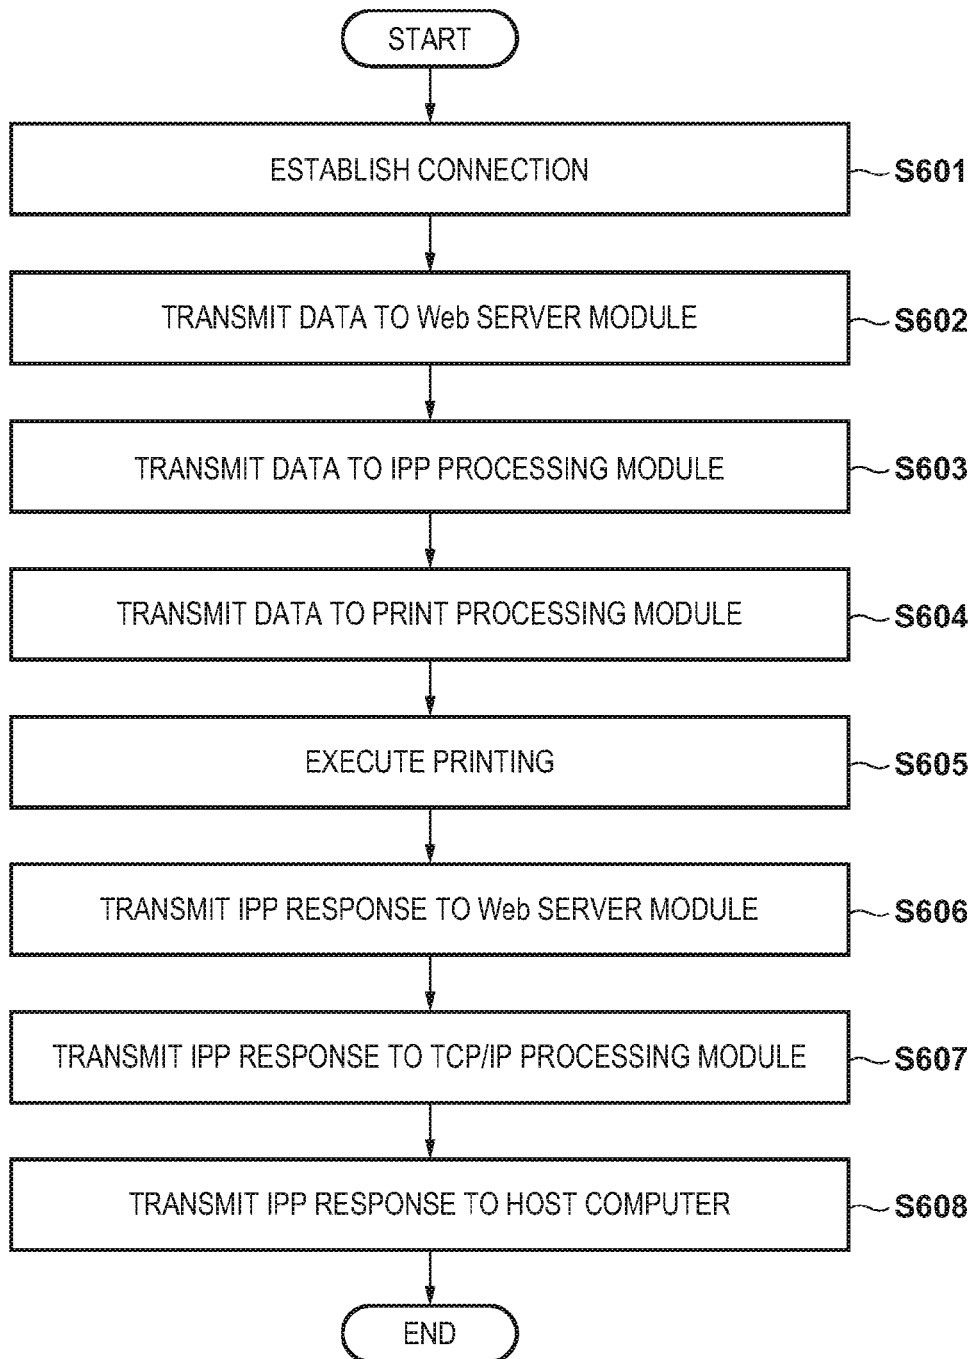 START
ESTABLISH CONNECTION
S601
TRANSMIT DATA TO Web SERVER MODULE
S602
TRANSMIT DATA TO IPP PROCESSING MODULE
S603
TRANSMIT DATA TO PRINT PROCESSING MODULE
S604
EXECUTE PRINTING
S605
TRANSMIT IPP RESPONSE TO Web SERVER MODULE
S606
TRANSMIT IPP RESPONSE TO TCP/IP PROCESSING MODULE
S607
TRANSMIT IPP RESPONSE TO HOST COMPUTER
S608
END